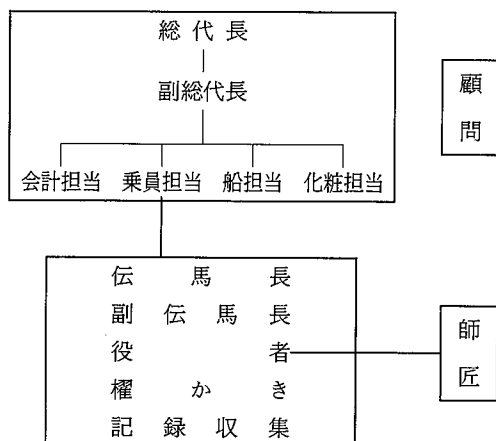 総代長
副総代長
会計担当 乗員担当 船担当 化粧担当
顧問
伝馬長
副伝馬長
役者
櫂かき
記録収集
師匠